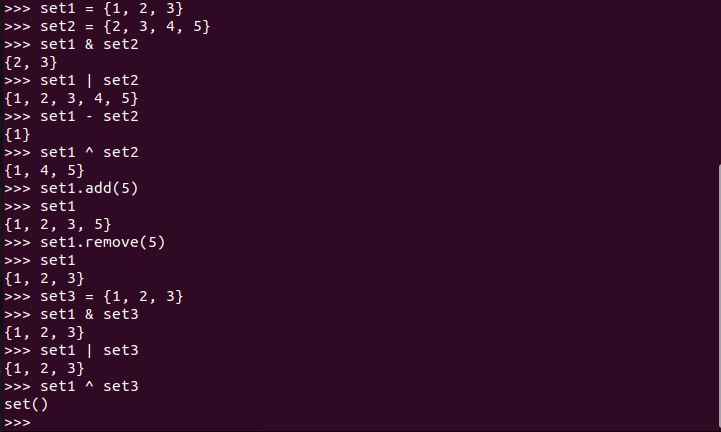 >>> set1 = {1, 2, 3}
>>> set2 = {2, 3, 4, 5}
>>> set1 & set2
{2, 3}
>>> set1 | set2
{1, 2, 3, 4, 5}
>>> set1 - set2
{1}
>>> set1 ^ set2
{1, 4, 5}
>>> set1.add(5)
>>> set1
{1, 2, 3, 5}
>>> set1.remove(5)
>>> set1
{1, 2, 3}
>>> set3 = {1, 2, 3}
>>> set1 & set3
{1, 2, 3}
>>> set1 | set3
{1, 2, 3}
>>> set1 ^ set3
set()
>>>